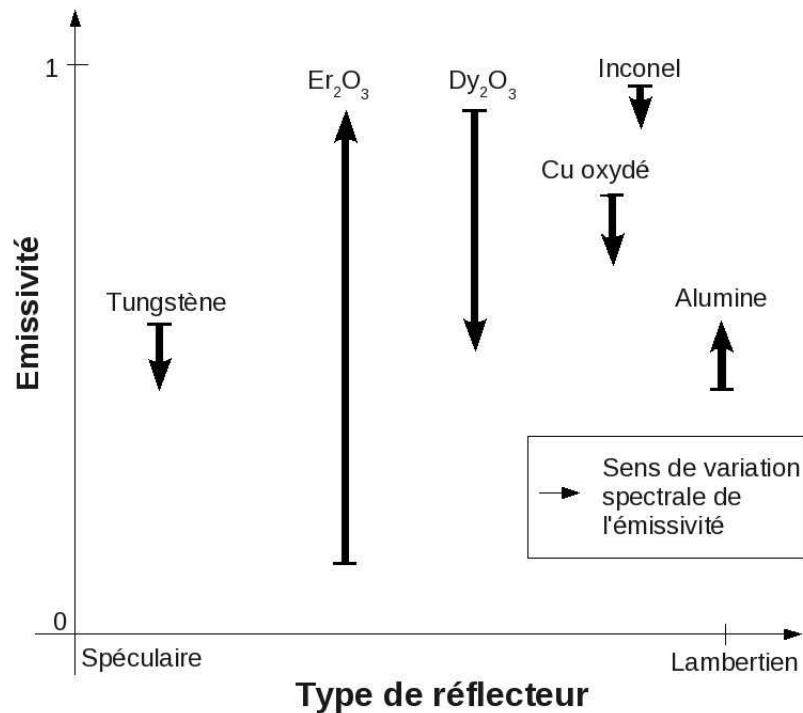 1
Er₂O₃
Dy₂O₃
Inconel
Cu oxydé
Tungstène
Alumine
Emissivité
Sens de variation
spectrale de
l'émissivité
0
Spéculaire
Lambertien
Type de réflecteur